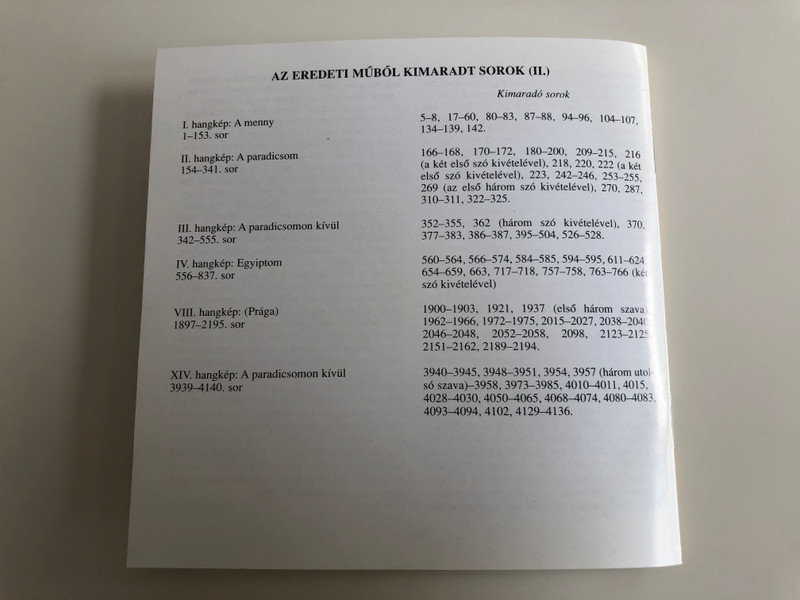 AZ EREDETI MŰBŐL KIMARADT SOROK (II.)
Kimaradó sorok
I. hangkép: A menny
1–153. sor
5–8, 17–60, 80–83, 87–88, 94–96, 104–107,
134–139, 142.
II. hangkép: A paradicsom
154–341. sor
166–168, 170–172, 180–200, 209–215, 216
(a két első szó kivételével), 218, 220, 222 (a két
első szó kivételével), 223, 242–246, 253–255,
269 (az első három szó kivételével), 270, 287,
310–311, 322–325.
III. hangkép: A paradicsomon kívül
342–555. sor
352–355, 362 (három szó kivételével), 370,
377–383, 386–387, 395–504, 526–528.
IV. hangkép: Egyiptom
556–837. sor
560–564, 566–574, 584–585, 594–595, 611–624
654–659, 663, 717–718, 757–758, 763–766 (két
szó kivételével)
VIII. hangkép: (Prága)
1897–2195. sor
1900–1903, 1921, 1937 (első három szava)
1962–1966, 1972–1975, 2015–2027, 2038–2040
2046–2048, 2052–2058, 2098, 2123–2125
2151–2162, 2189–2194.
XIV. hangkép: A paradicsomon kívül
3939–4140. sor
3940–3945, 3948–3951, 3954, 3957 (három utol-
só szava)–3958, 3973–3985, 4010–4011, 4015,
4028–4030, 4050–4065, 4068–4074, 4080–4083,
4093–4094, 4102, 4129–4136.